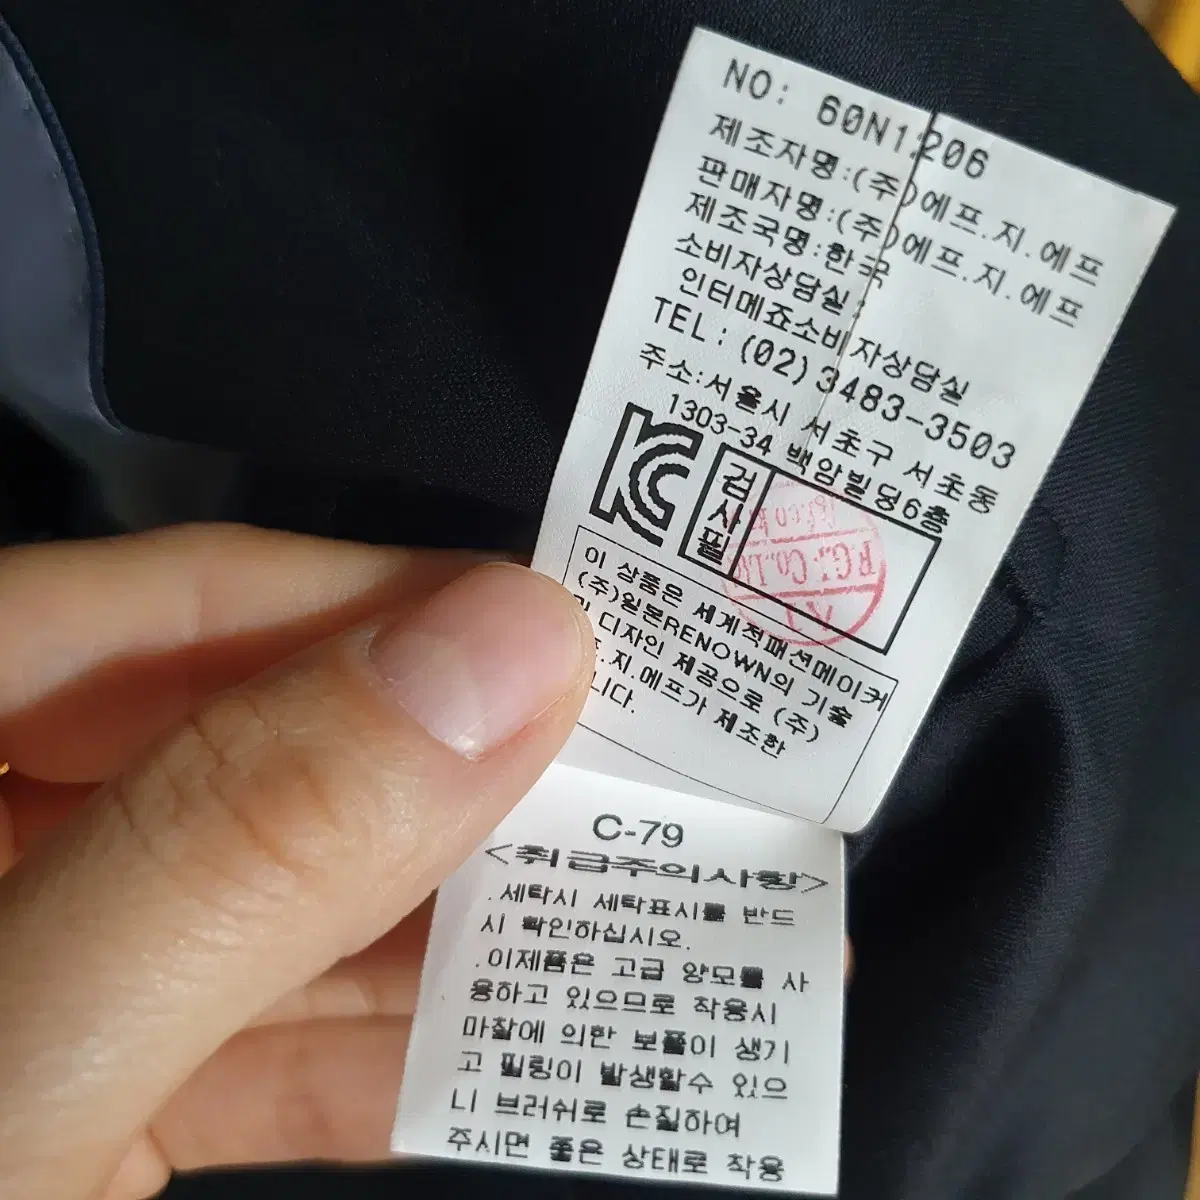 NO: 60N1206
제조자명:(주)에프.지.에프
판매자명:(주)에프.지.에프
제조국명:한국
소비자상담실
인터메죠소비자상담실
TEL: (02)3483-3503
주소:서울시 서초구 서초동
1303-34 백암빌딩6층
KC
검사필
이 상품은 세계적패션메이커
(주)일본RENOWN의 기술
디자인 제공으로 (주)
.지.에프가 제조한
니다.
C-79
<취급주의사항>
.세탁시 세탁표시를 반드
시 확인하십시오.
.이제품은 고급 양모를 사
용하고 있으므로 착용시
마찰에 의한 보풀이 생기
고 필링이 발생할수 있으
니 브러쉬로 손질하여
주시면 좋은 상태로 착용